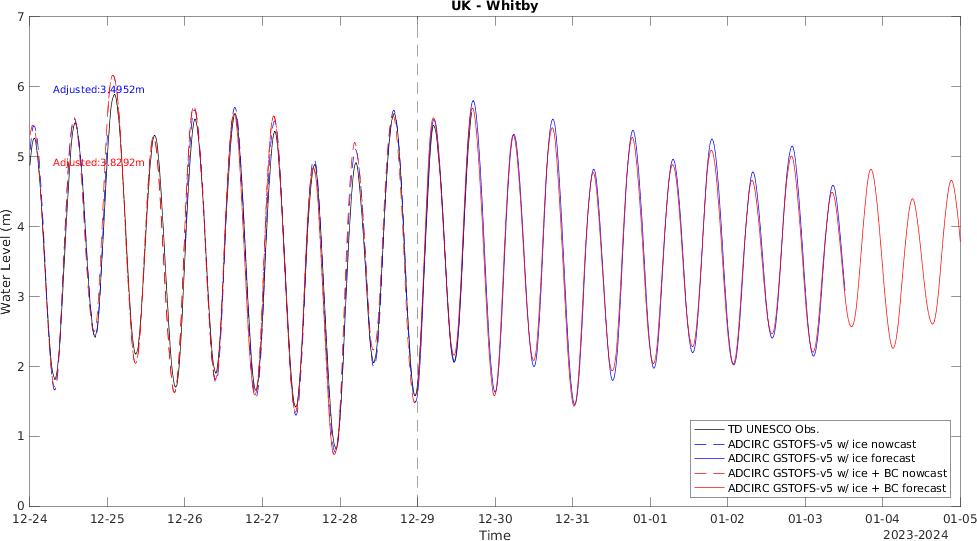 UK - Whitby
7
6
5
4
3
2
1
0
Water Level (m)
Adjusted:3.4952m
Adjusted:3.8292m
TD UNESCO Obs.
ADCIRC GSTOFS-v5 w/ ice nowcast
ADCIRC GSTOFS-v5 w/ ice forecast
ADCIRC GSTOFS-v5 w/ ice + BC nowcast
ADCIRC GSTOFS-v5 w/ ice + BC forecast
12-24 12-25 12-26 12-27 12-28 12-29 12-30 12-31 01-01 01-02 01-03 01-04 01-05
Time
2023-2024